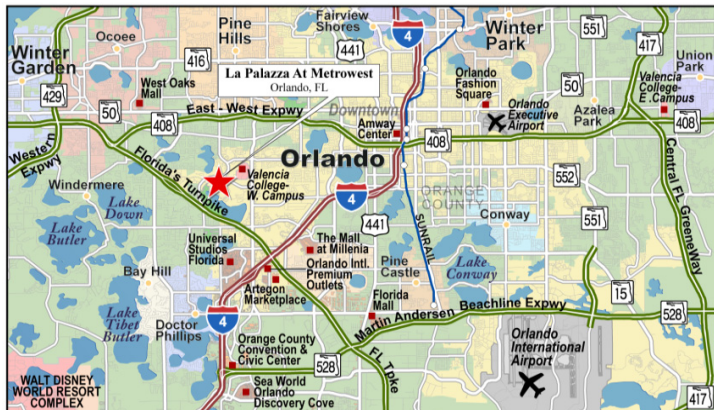 Ocoee
Pine
Hills
Fairview
Shores
Winter
Park
Winter
Garden
416
441
4
551
417
Union
Park
West Oaks
Mall
La Palazza At Metrowest
Orlando, FL
Orlando
Fashion
Square
50
Valencia
College-
E. Campus
429
50
408
East - West Expwy
Downtown
Amway
Center
408
Orlando
Executive
Airport
Azalea
Park
408
Western
Expwy
Florida's Turnpike
Orlando
Valencia
College-
W. Campus
Windermere
Lake
Down
Lake
Butler
4
ORANGE
COUNTY
552
Central FL GreeneWay
441
SUNRAIL
Conway
551
Universal
Studios
Florida
The Mall
at Millenia
Orlando Intl.
Premium
Outlets
Bay Hill
Artegon
Marketplace
Pine
Castle
Lake
Conway
15
Lake
Tibet
Butler
Doctor
Phillips
4
Florida
Mall
Martin Andersen Beachline Expwy
528
Orange County
Convention &
Civic Center
528
FL Tpke
Orlando
International
Airport
WALT DISNEY
WORLD RESORT
COMPLEX
Sea World
Orlando
Discovery Cove
417